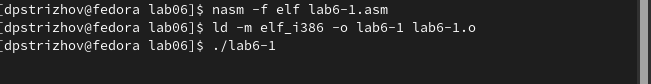 [dpstrizhov@fedora lab06]$ nasm -f elf lab6-1.asm
[dpstrizhov@fedora lab06]$ ld -m elf_i386 -o lab6-1 lab6-1.o
[dpstrizhov@fedora lab06]$ ./lab6-1